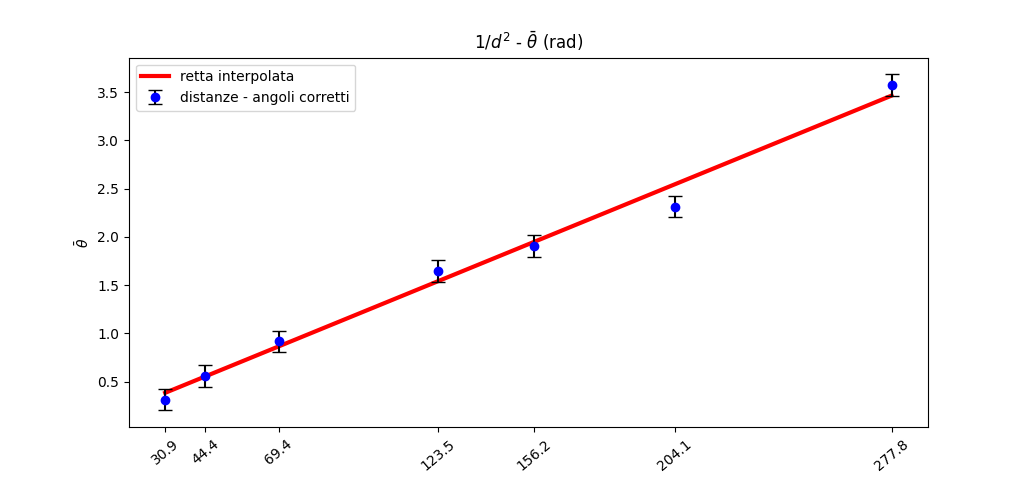 1/d² - θ̄ (rad)
retta interpolata
distanze - angoli corretti
3.5
3.0
2.5
2.0
1.5
1.0
0.5
θ̄
30.9 44.4 69.4 123.5 156.2 204.1 277.8